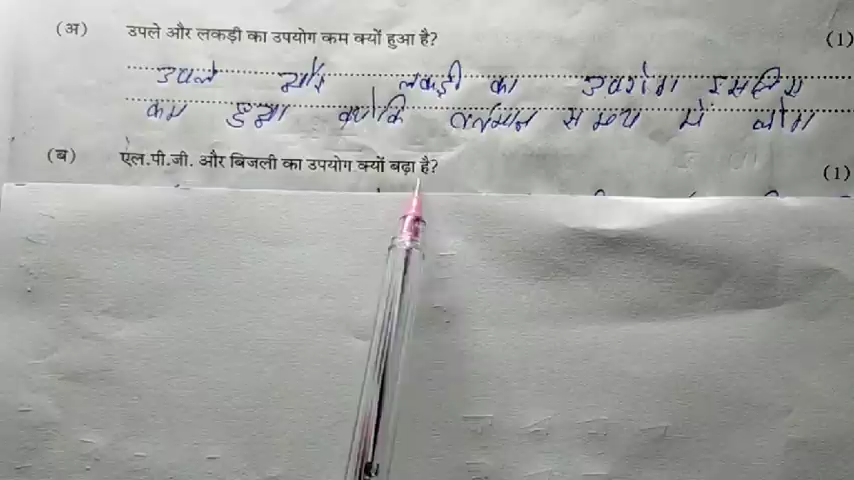 (अ) उपले और लकड़ी का उपयोग कम क्यों हुआ है? (1)
उपले और लकड़ी का उपयोग इसलिए
कम हुआ क्योकि वर्तमान समय में लोग
(ब) एल.पी.जी. और बिजली का उपयोग क्यों बढ़ा है? (1)